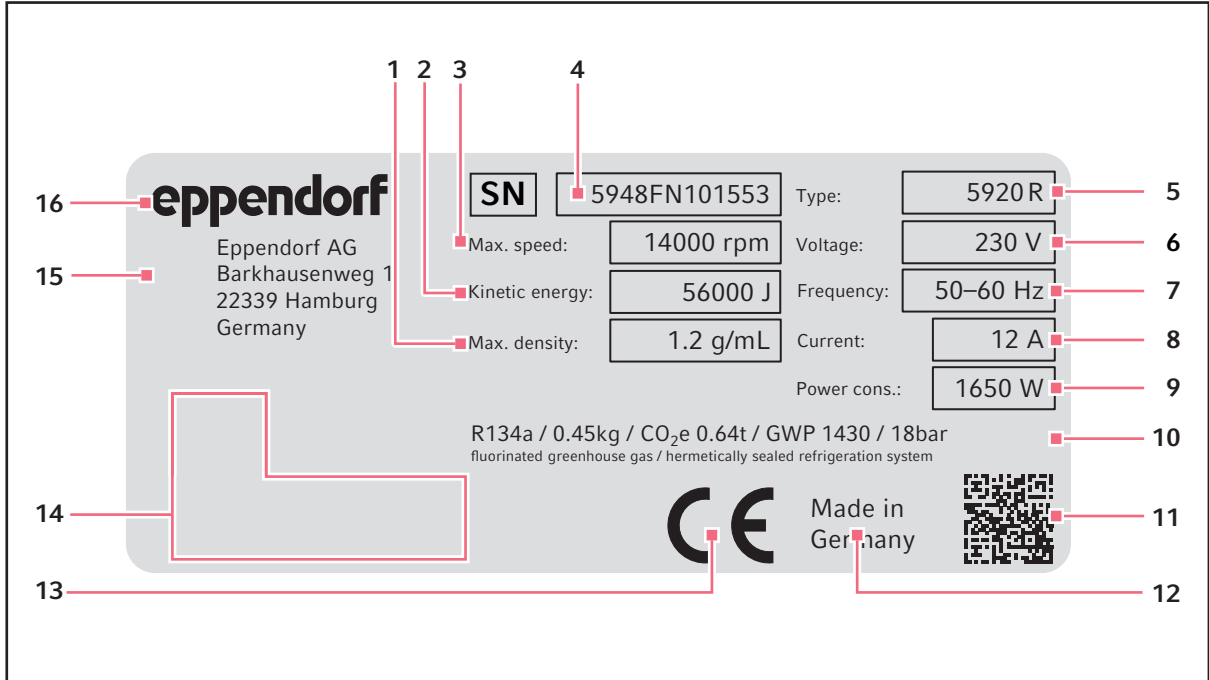 1 2 3 4
16 eppendorf SN 5948FN101553 Type: 5920 R 5
15 Eppendorf AG Max. speed: 14000 rpm Voltage: 230 V 6
Barkhausenweg 1
2 Kinetic energy: 56000 J Frequency: 50–60 Hz 7
22339 Hamburg
Germany
Max. density: 1.2 g/mL Current: 12 A 8
Power cons.: 1650 W 9
R134a / 0.45kg / CO₂e 0.64t / GWP 1430 / 18bar 10
fluorinated greenhouse gas / hermetically sealed refrigeration system
14 CE Made in 11
Germany
13 12